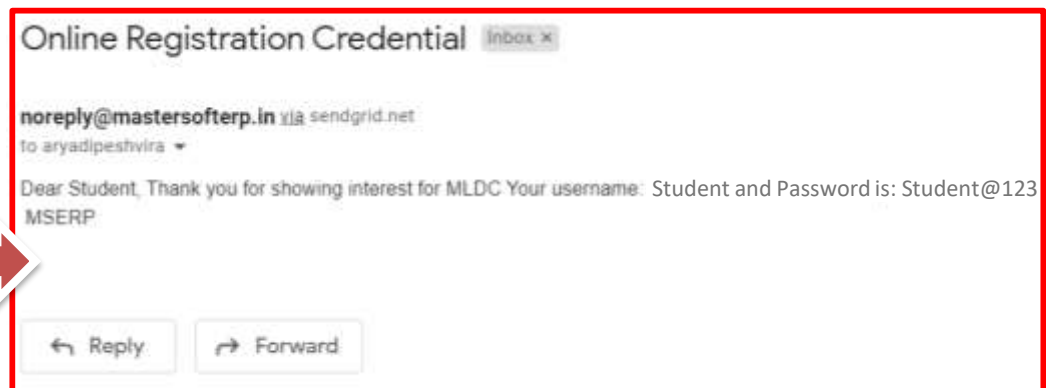 Online Registration Credential Inbox ×
noreply@mastersofterp.in via sendgrid.net
to aryadipeshvira
Dear Student, Thank you for showing interest for MLDC Your username: Student and Password is: Student@123
MSERP
Reply Forward